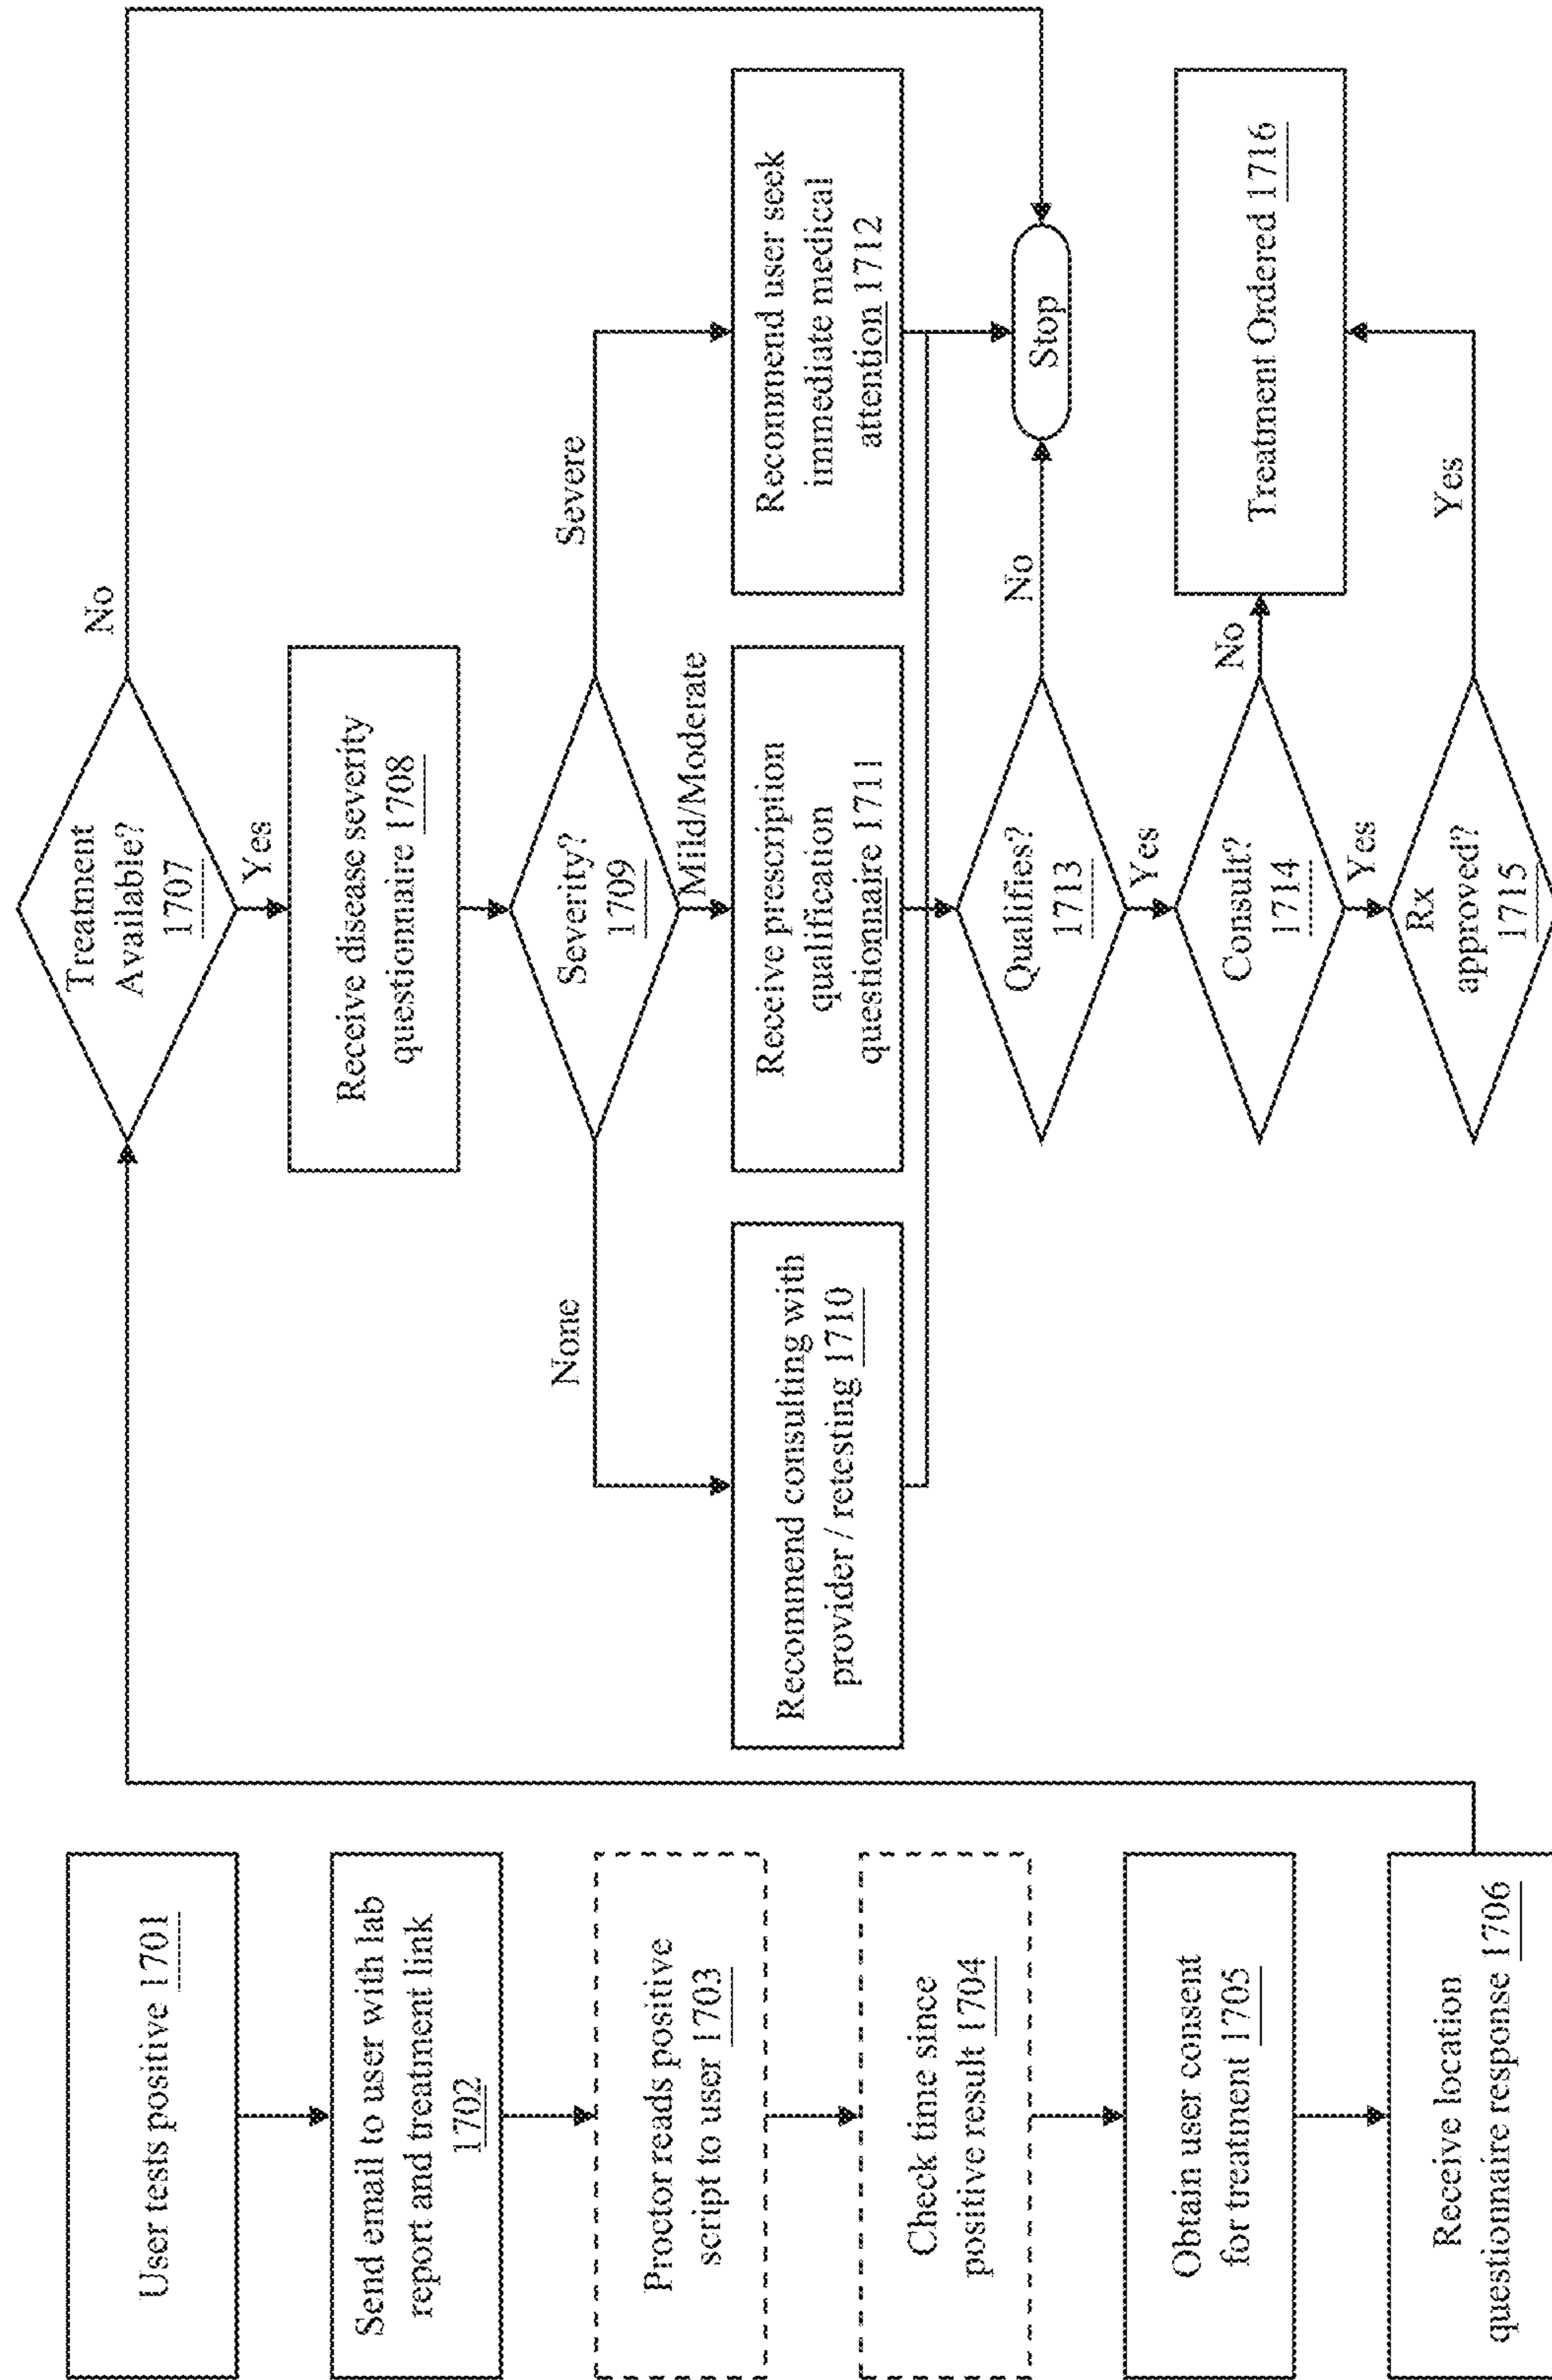 User tests positive 1701
Send email to user with lab
report and treatment link
1702
Proctor reads positive
script to user 1703
Check time since
positive result 1704
Obtain user consent
for treatment 1705
Receive location
questionnaire response 1706
Treatment
Available?
1707
No
Yes
Receive disease severity
questionnaire 1708
Severity?
1709
None
Mild/Moderate
Severe
Recommend consulting with
provider / retesting 1710
Receive prescription
qualification
questionnaire 1711
Recommend user seek
immediate medical
attention 1712
Qualifies?
1713
No
Stop
Yes
Consult?
1714
No
Treatment Ordered 1716
Yes
Rx
approved?
1715
Yes